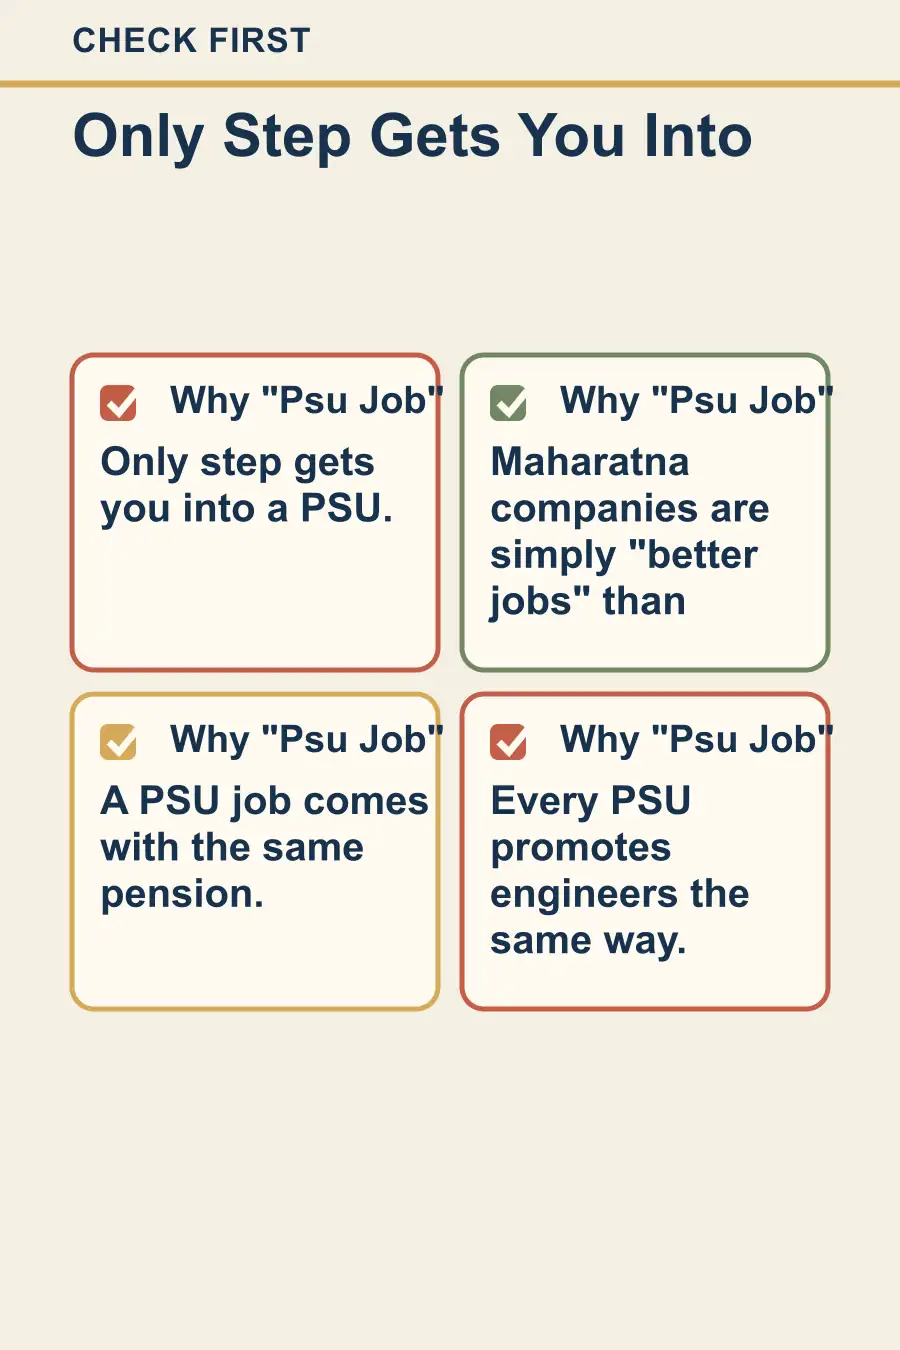 CHECK FIRST
Only Step Gets You Into
Why "Psu Job"
Only step gets
you into a PSU.
Why "Psu Job"
Maharatna
companies are
simply "better
jobs" than
Why "Psu Job"
A PSU job comes
with the same
pension.
Why "Psu Job"
Every PSU
promotes
engineers the
same way.